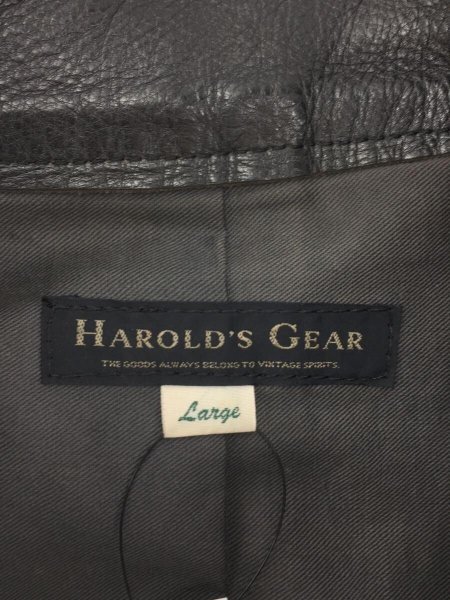 HAROLD'S GEAR
THE GOODS ALWAYS BELONG TO VINTAGE SPIRITS.
Large